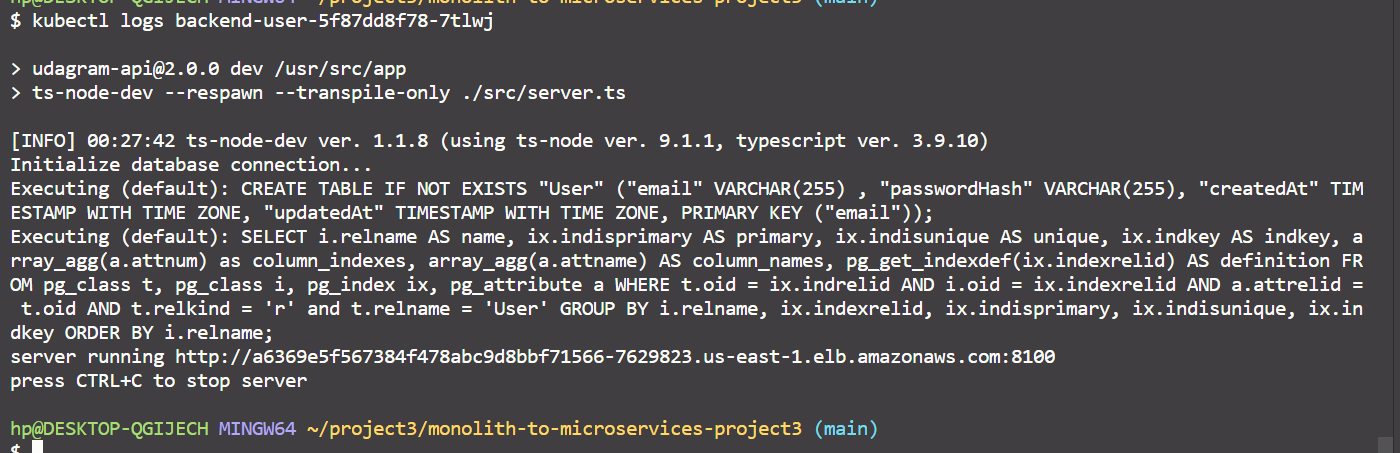 hp@DESKTOP-QGIJECH MINGW64 ~/project3/monolith-to-microservices-project3 (main)
$ kubectl logs backend-user-5f87dd8f78-7tlwj
> udagram-api@2.0.0 dev /usr/src/app
> ts-node-dev --respawn --transpile-only ./src/server.ts
[INFO] 00:27:42 ts-node-dev ver. 1.1.8 (using ts-node ver. 9.1.1, typescript ver. 3.9.10)
Initialize database connection...
Executing (default): CREATE TABLE IF NOT EXISTS "User" ("email" VARCHAR(255) , "passwordHash" VARCHAR(255), "createdAt" TIM
ESTAMP WITH TIME ZONE, "updatedAt" TIMESTAMP WITH TIME ZONE, PRIMARY KEY ("email"));
Executing (default): SELECT i.relname AS name, ix.indisprimary AS primary, ix.indisunique AS unique, ix.indkey AS indkey, a
rray_agg(a.attnum) as column_indexes, array_agg(a.attname) AS column_names, pg_get_indexdef(ix.indexrelid) AS definition FR
OM pg_class t, pg_class i, pg_index ix, pg_attribute a WHERE t.oid = ix.indrelid AND i.oid = ix.indexrelid AND a.attrelid =
 t.oid AND t.relkind = 'r' and t.relname = 'User' GROUP BY i.relname, ix.indexrelid, ix.indisprimary, ix.indisunique, ix.in
dkey ORDER BY i.relname;
server running http://a6369e5f567384f478abc9d8bbf71566-7629823.us-east-1.elb.amazonaws.com:8100
press CTRL+C to stop server
hp@DESKTOP-QGIJECH MINGW64 ~/project3/monolith-to-microservices-project3 (main)
$